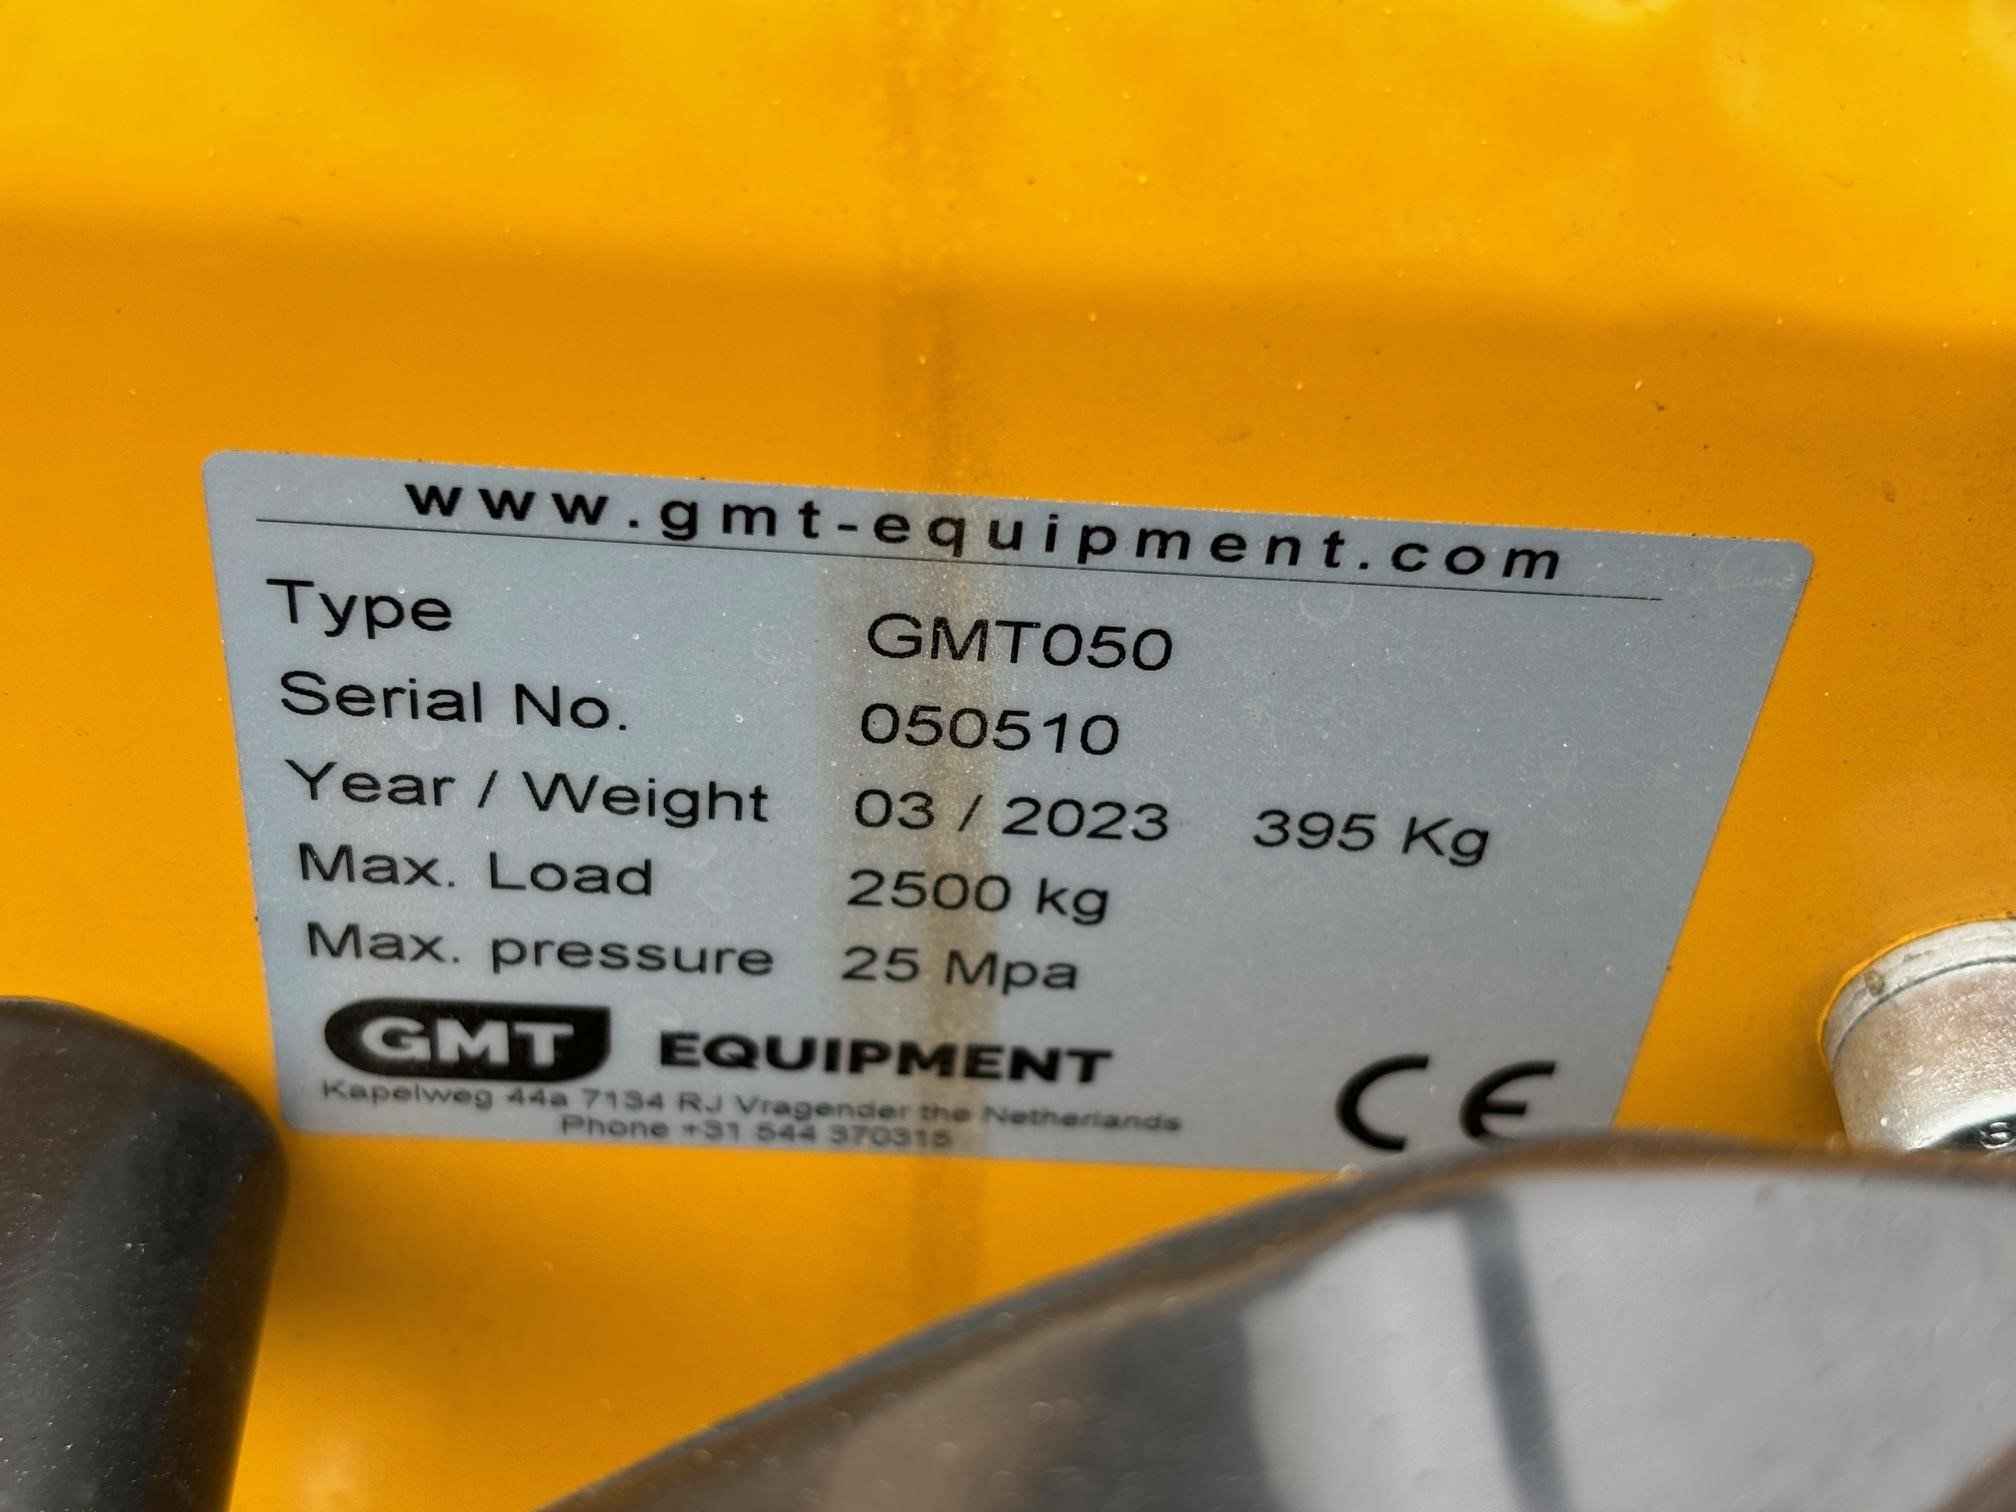 www.gmt-equipment.com
Type GMT050
Serial No. 050510
Year / Weight 03 / 2023 395 Kg
Max. Load 2500 kg
Max. pressure 25 Mpa
GMT EQUIPMENT CE
Kapelweg 44a 7134 RJ Vragender the Netherlands
Phone +31 544 370315